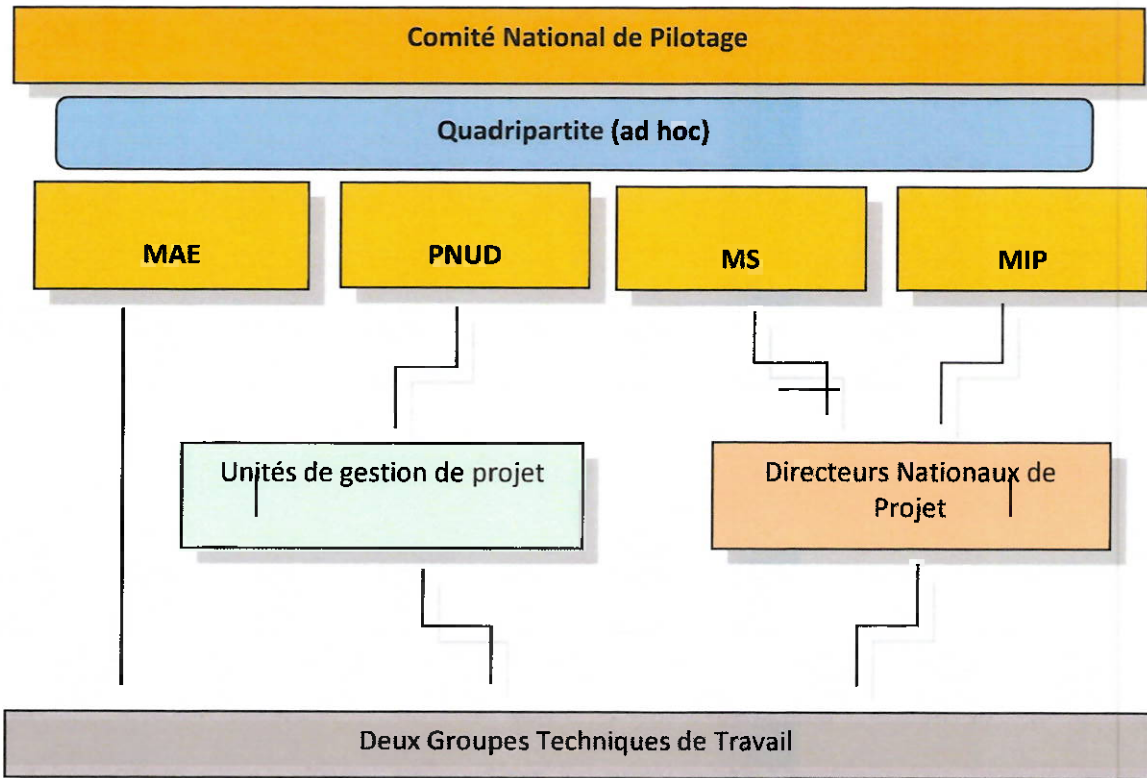 Comité National de Pilotage
Quadripartite (ad hoc)
MAE
PNUD
MS
MIP
Unités de gestion de projet
Directeurs Nationaux de
Projet
Deux Groupes Techniques de Travail